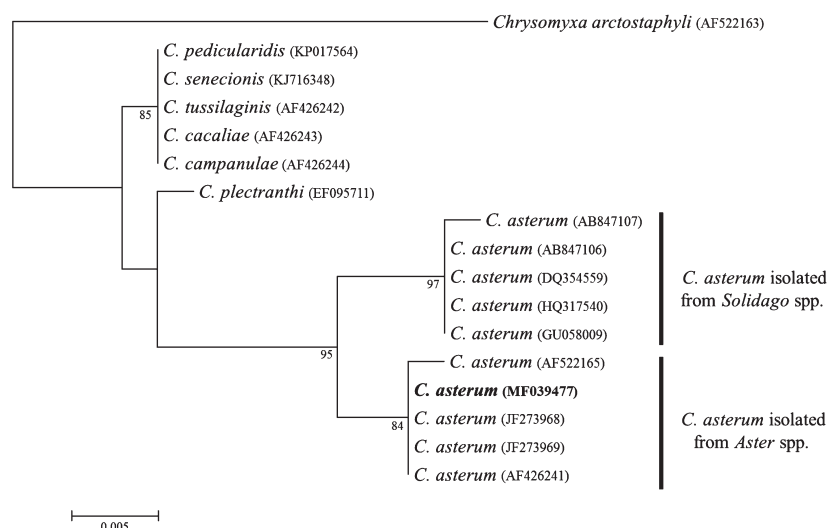 Chrysomyxa arctostaphyli (AF522163)
C. pedicularidis (KP017564)
C. senecionis (KJ716348)
C. tussilaginis (AF426242)
85
C. cacaliae (AF426243)
C. campanulae (AF426244)
C. plectranthi (EF095711)
C. asterum (AB847107)
C. asterum (AB847106)
C. asterum (DQ354559)
97
C. asterum (HQ317540)
C. asterum (GU058009)
C. asterum isolated
from Solidago spp.
95
C. asterum (AF522165)
C. asterum (MF039477)
C. asterum (JF273968)
84
C. asterum (JF273969)
C. asterum (AF426241)
C. asterum isolated
from Aster spp.
0.005